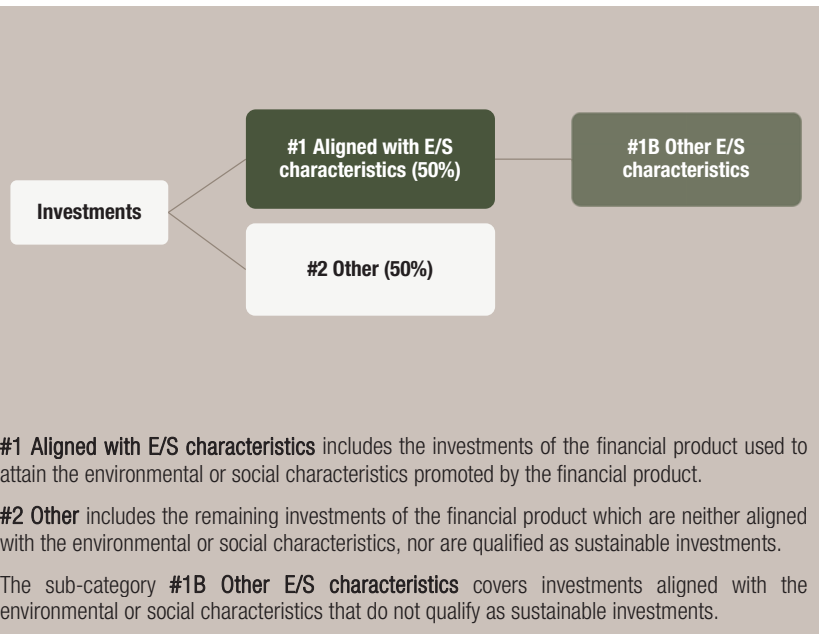 #1 Aligned with E/S
characteristics (50%)
#1B Other E/S
characteristics
Investments
#2 Other (50%)
#1 Aligned with E/S characteristics includes the investments of the financial product used to
attain the environmental or social characteristics promoted by the financial product.
#2 Other includes the remaining investments of the financial product which are neither aligned
with the environmental or social characteristics, nor are qualified as sustainable investments.
The sub-category #1B Other E/S characteristics covers investments aligned with the
environmental or social characteristics that do not qualify as sustainable investments.